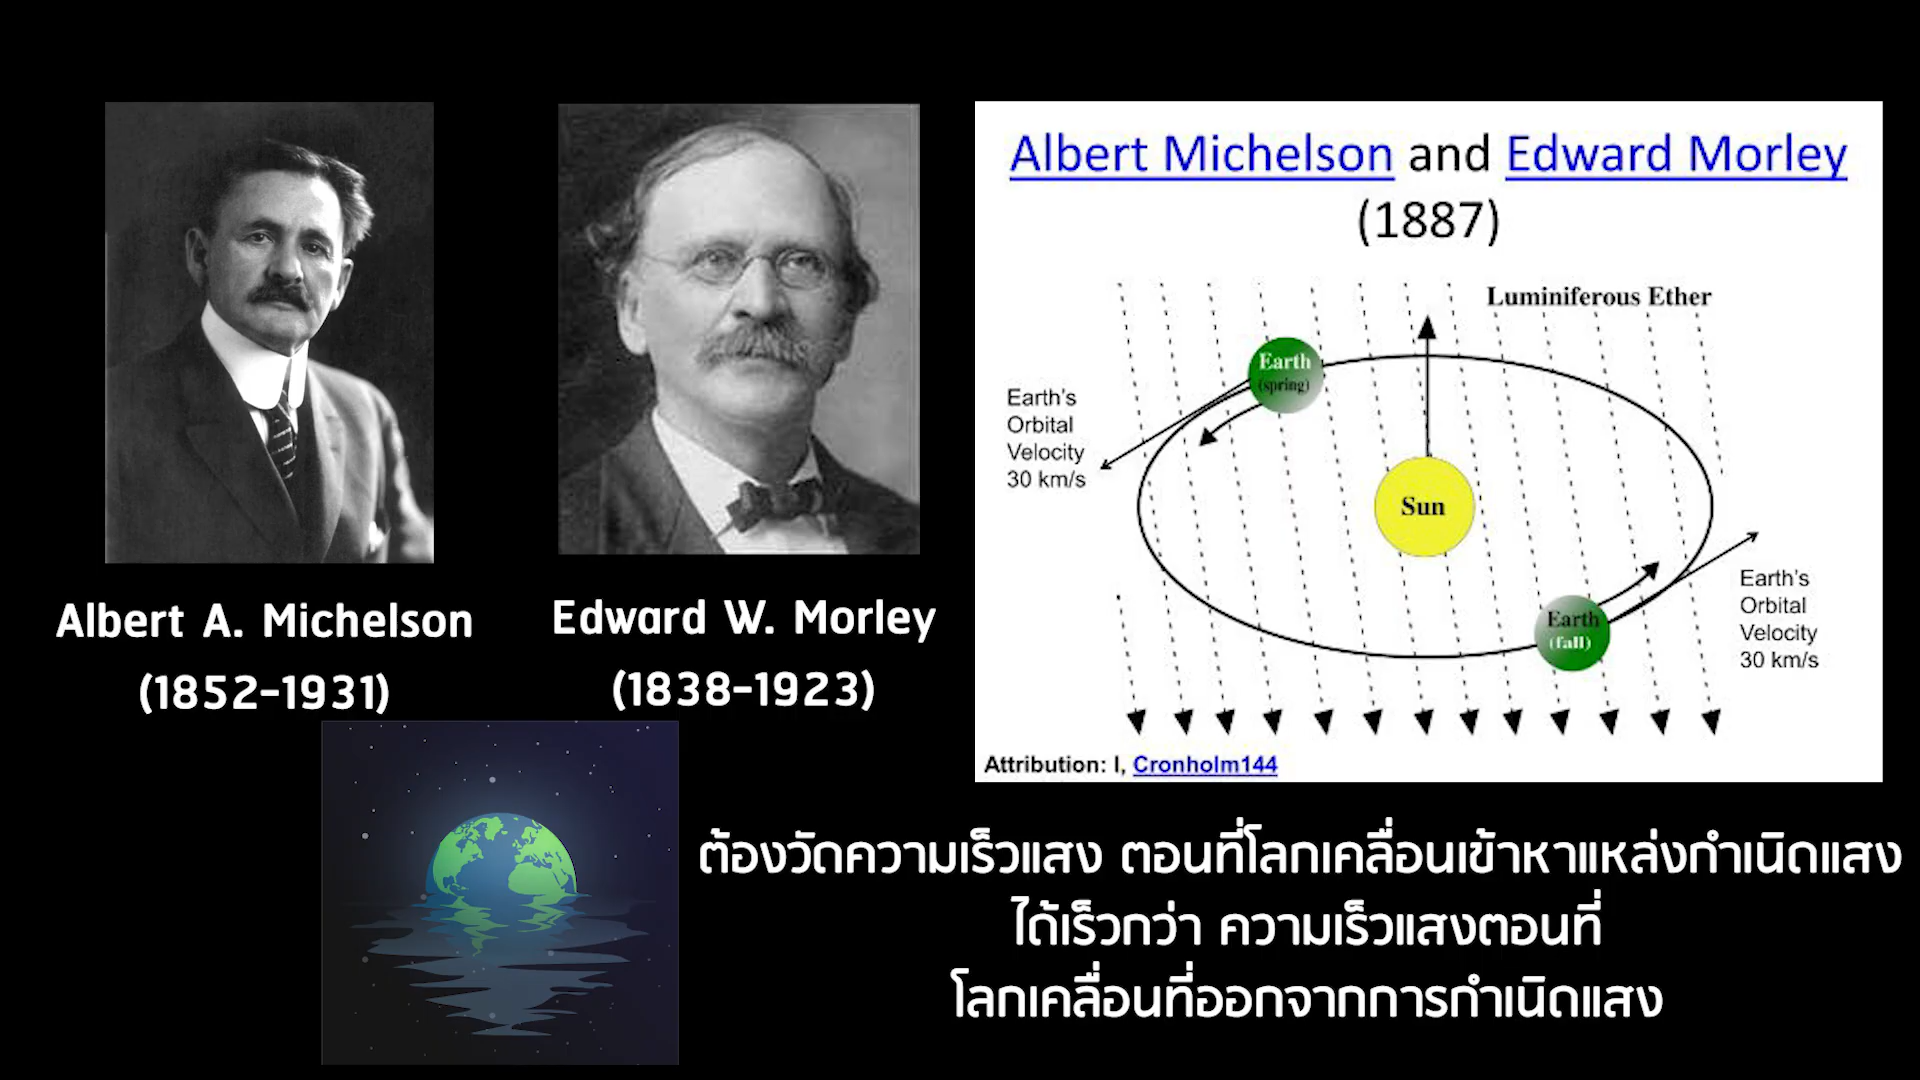 Albert A. Michelson
(1852-1931)
Edward W. Morley
(1838-1923)
Albert Michelson and Edward Morley
(1887)
Luminiferous Ether
Earth
(spring)
Earth's
Orbital
Velocity
30 km/s
Sun
Earth
(fall)
Earth's
Orbital
Velocity
30 km/s
Attribution: I, Cronholm144
ต้องวัดความเร็วแสง ตอนที่โลกเคลื่อนเข้าหาแหล่งกำเนิดแสง
ได้เร็วกว่า ความเร็วแสงตอนที่
โลกเคลื่อนที่ออกจากการกำเนิดแสง